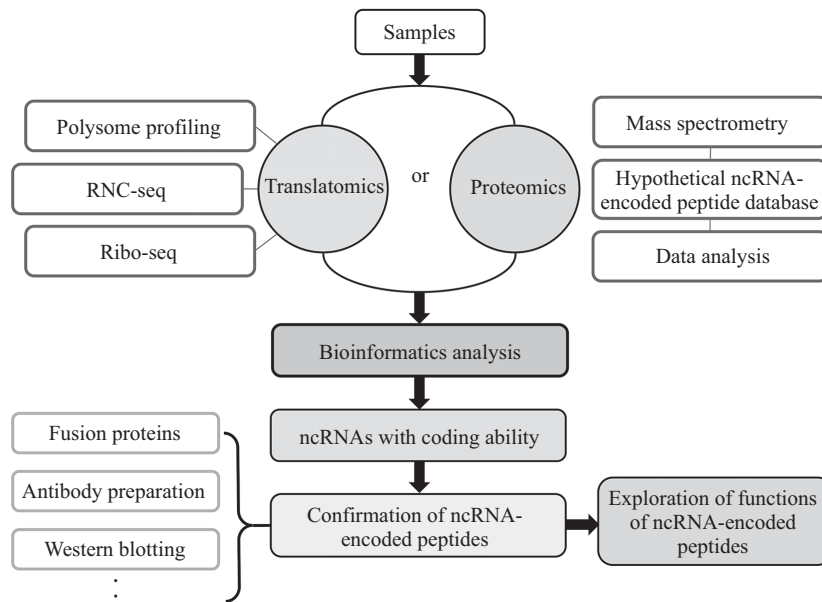 Samples
Polysome profiling
RNC-seq
Ribo-seq
Translatomics
or
Proteomics
Mass spectrometry
Hypothetical ncRNA-
encoded peptide database
Data analysis
Bioinformatics analysis
ncRNAs with coding ability
Fusion proteins
Antibody preparation
Western blotting
Confirmation of ncRNA-
encoded peptides
Exploration of functions
of ncRNA-encoded
peptides